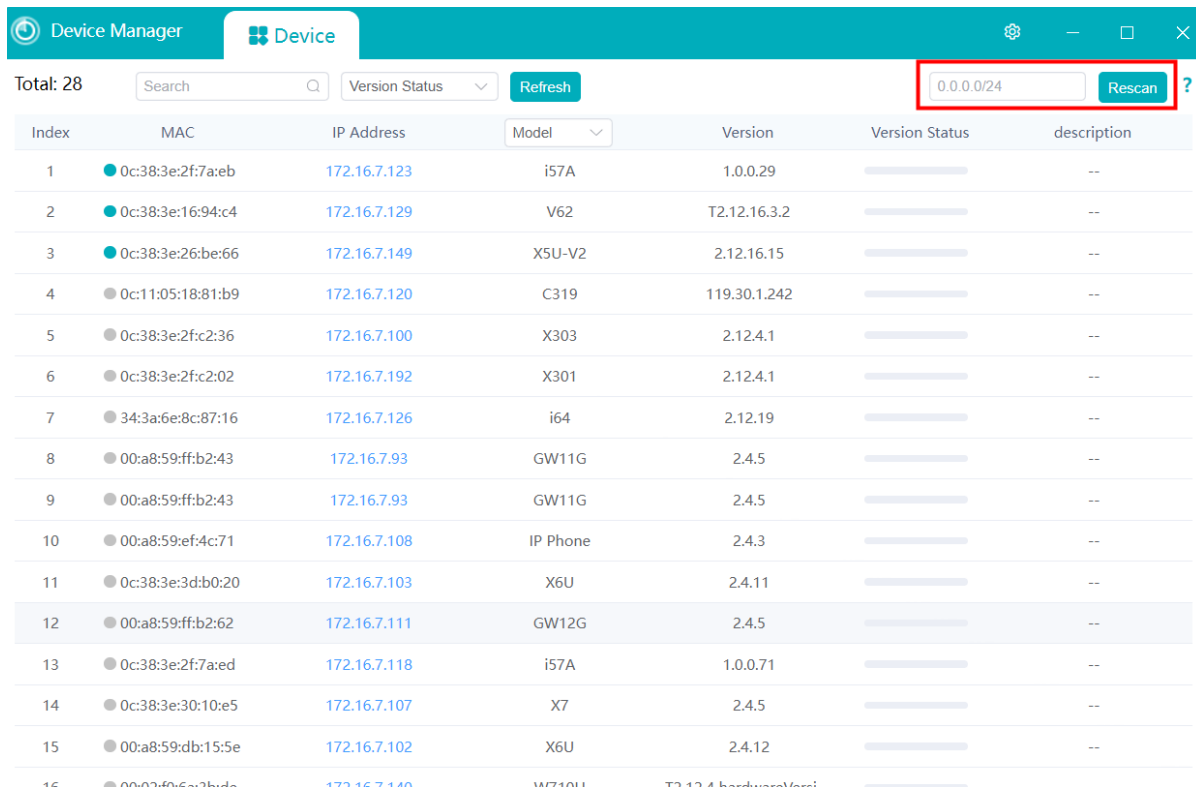 Device Manager Device
Total: 28 Search Version Status Refresh 0.0.0.0/24 Rescan ?
Index MAC IP Address Model Version Version Status description
1 0c:38:3e:2f:7a:eb 172.16.7.123 i57A 1.0.0.29 --
2 0c:38:3e:16:94:c4 172.16.7.129 V62 T2.12.16.3.2 --
3 0c:38:3e:26:be:66 172.16.7.149 X5U-V2 2.12.16.15 --
4 0c:11:05:18:81:b9 172.16.7.120 C319 119.30.1.242 --
5 0c:38:3e:2f:c2:36 172.16.7.100 X303 2.12.4.1 --
6 0c:38:3e:2f:c2:02 172.16.7.192 X301 2.12.4.1 --
7 34:3a:6e:8c:87:16 172.16.7.126 i64 2.12.19 --
8 00:a8:59:ff:b2:43 172.16.7.93 GW11G 2.4.5 --
9 00:a8:59:ff:b2:43 172.16.7.93 GW11G 2.4.5 --
10 00:a8:59:ef:4c:71 172.16.7.108 IP Phone 2.4.3 --
11 0c:38:3e:3d:b0:20 172.16.7.103 X6U 2.4.11 --
12 00:a8:59:ff:b2:62 172.16.7.111 GW12G 2.4.5 --
13 0c:38:3e:2f:7a:ed 172.16.7.118 i57A 1.0.0.71 --
14 0c:38:3e:30:10:e5 172.16.7.107 X7 2.4.5 --
15 00:a8:59:db:15:5e 172.16.7.102 X6U 2.4.12 --
16 172.16.7.140 --